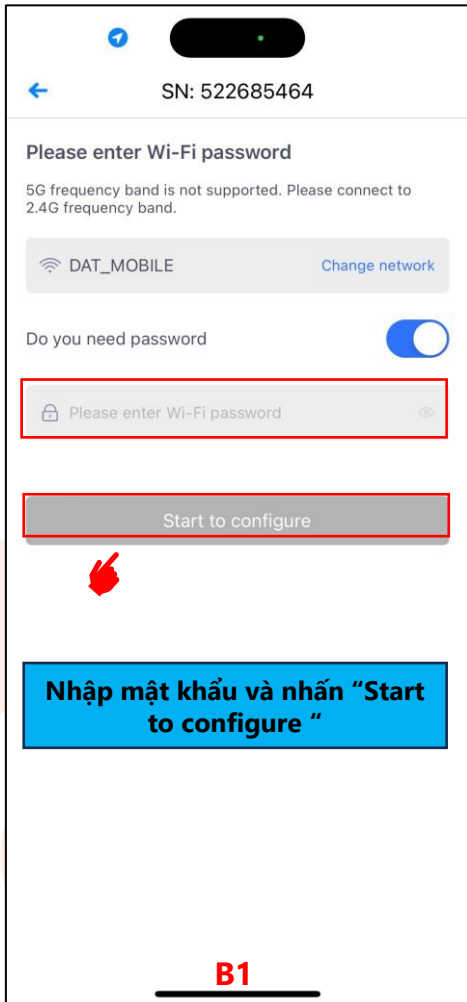 SN: 522685464
Please enter Wi-Fi password
5G frequency band is not supported. Please connect to
2.4G frequency band.
DAT_MOBILE Change network
Do you need password
Please enter Wi-Fi password
Start to configure
Nhập mật khẩu và nhấn “Start
to configure “
B1